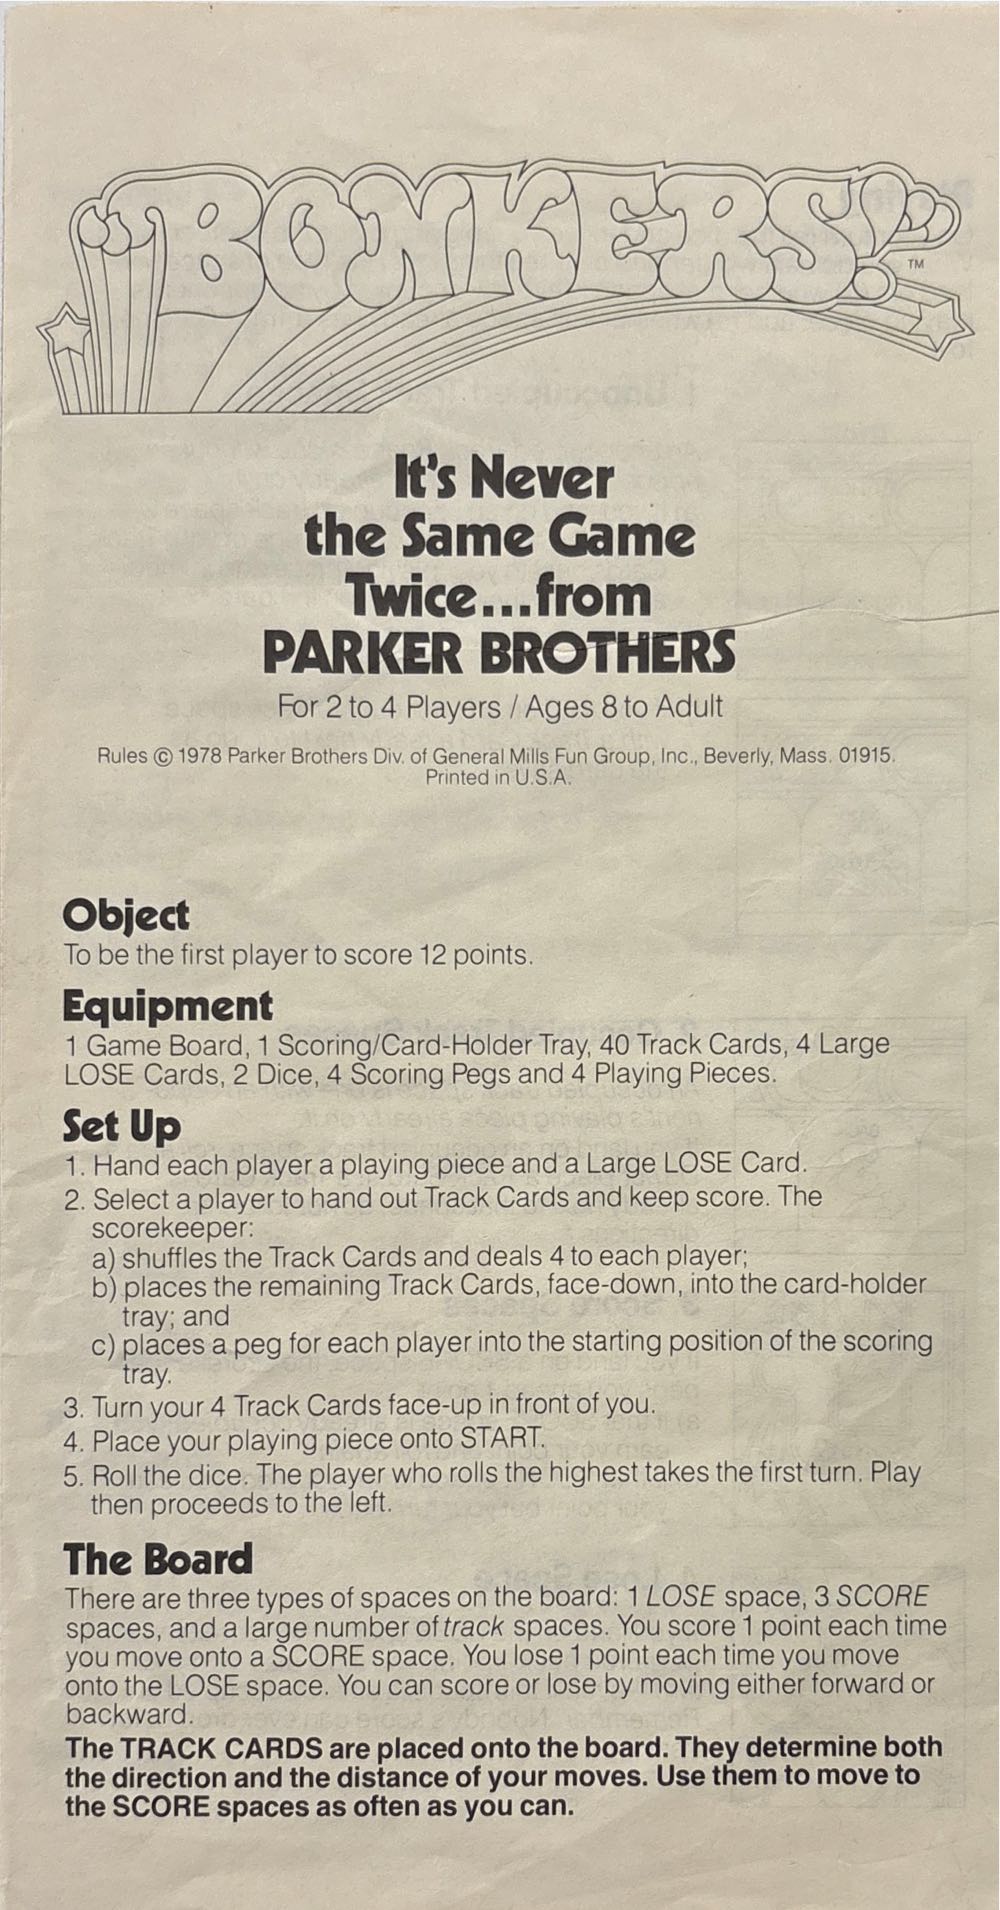 BONKERS!
TM
It's Never
the Same Game
Twice...from
PARKER BROTHERS
For 2 to 4 Players / Ages 8 to Adult
Rules © 1978 Parker Brothers Div. of General Mills Fun Group, Inc., Beverly, Mass. 01915.
Printed in U.S.A.
Object
To be the first player to score 12 points.
Equipment
1 Game Board, 1 Scoring/Card-Holder Tray, 40 Track Cards, 4 Large
LOSE Cards, 2 Dice, 4 Scoring Pegs and 4 Playing Pieces.
Set Up
1. Hand each player a playing piece and a Large LOSE Card.
2. Select a player to hand out Track Cards and keep score. The
scorekeeper:
a) shuffles the Track Cards and deals 4 to each player;
b) places the remaining Track Cards, face-down, into the card-holder
tray; and
c) places a peg for each player into the starting position of the scoring
tray.
3. Turn your 4 Track Cards face-up in front of you.
4. Place your playing piece onto START.
5. Roll the dice. The player who rolls the highest takes the first turn. Play
then proceeds to the left.
The Board
There are three types of spaces on the board: 1 LOSE space, 3 SCORE
spaces, and a large number of track spaces. You score 1 point each time
you move onto a SCORE space. You lose 1 point each time you move
onto the LOSE space. You can score or lose by moving either forward or
backward.
The TRACK CARDS are placed onto the board. They determine both
the direction and the distance of your moves. Use them to move to
the SCORE spaces as often as you can.